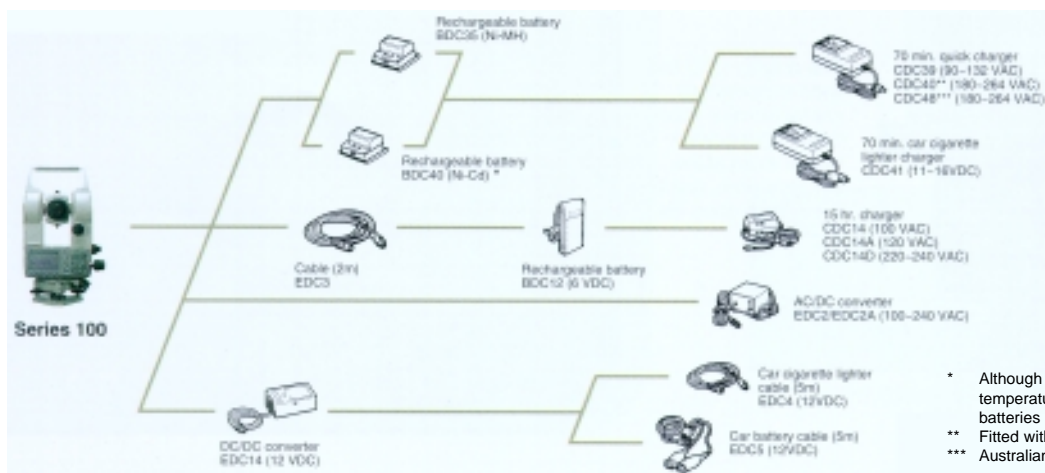 Rechargeable battery
BDC35 (Ni-MH)
70 min. quick charger
CDC39 (90–132 VAC)
CDC40** (180–264 VAC)
CDC48*** (180–264 VAC)
Rechargeable battery
BDC40 (Ni-Cd) *
70 min. car cigarette
lighter charger
CDC41 (11–16VDC)
Cable (2m)
EDC3
Rechargeable battery
BDC12 (6 VDC)
15 hr. charger
CDC14 (100 VAC)
CDC14A (120 VAC)
CDC14D (220–240 VAC)
AC/DC converter
EDC2/EDC2A (100–240 VAC)
Series 100
DC/DC converter
EDC14 (12 VDC)
Car cigarette lighter
cable (5m)
EDC4 (12VDC)
Car battery cable (5m)
EDC5 (12VDC)
* Although
temperatu
batteries
** Fitted with
*** Australian